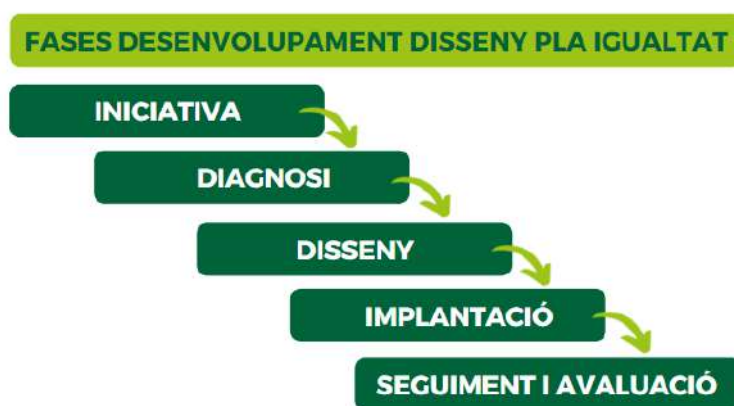 FASES DESENVOLUPAMENT DISSENY PLA IGUALTAT
INICIATIVA
DIAGNOSI
DISSENY
IMPLANTACIÓ
SEGUIMENT I AVALUACIÓ